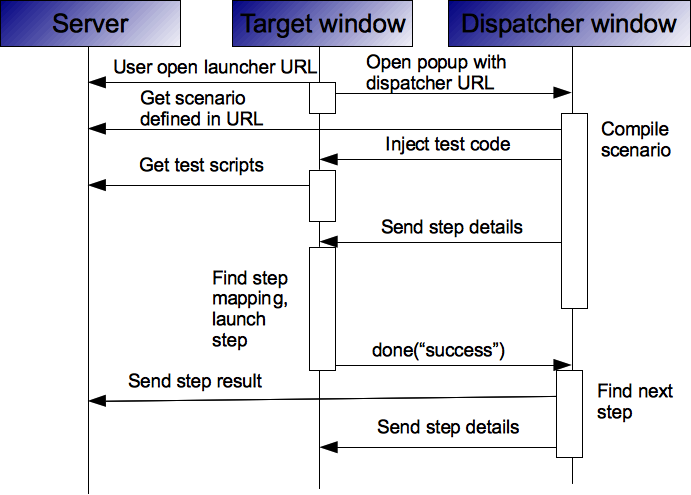 Server
Target window
Dispatcher window
User open launcher URL
Open popup with
dispatcher URL
Get scenario
defined in URL
Compile
scenario
Inject test code
Get test scripts
Send step details
Find step
mapping,
launch
step
done(“success”)
Send step result
Find next
step
Send step details